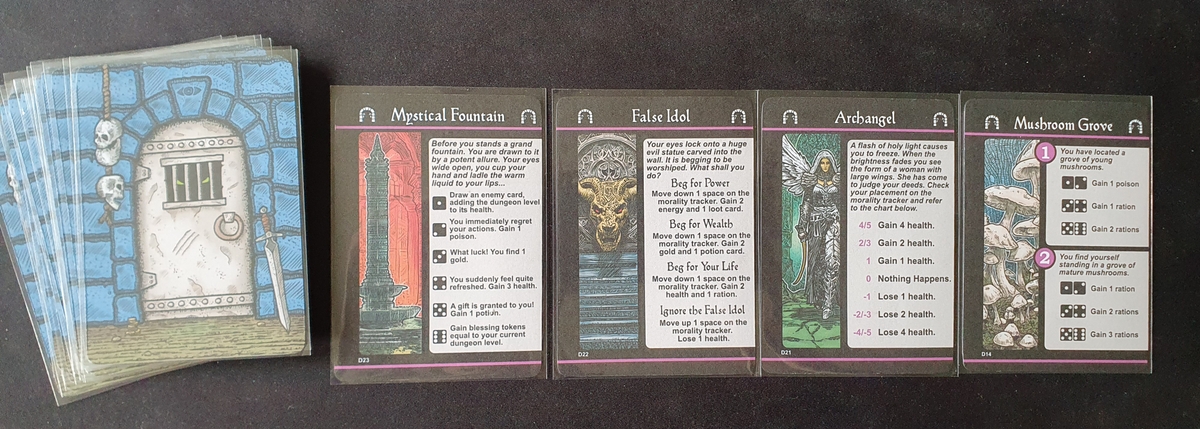 Mystical Fountain
Before you stands a grand
fountain. You are drawn to it
by a potent allure. Your eyes
wide open, you cup your
hand and ladle the warm
liquid to your lips...
Draw an enemy card,
adding the dungeon level
to its health.
You immediately regret
your actions. Gain 1
poison.
What luck! You find 1
gold.
You suddenly feel quite
refreshed. Gain 3 health.
A gift is granted to you!
Gain 1 potion.
Gain blessing tokens
equal to your current
dungeon level.
D23
False Idol
Your eyes lock onto a huge
evil statue carved into the
wall. It is begging to be
worshiped. What shall you
do?
Beg for Power
Move down 1 space on the
morality tracker. Gain 2
energy and 1 loot card.
Beg for Wealth
Move down 1 space on the
morality tracker. Gain 2
gold and 1 potion card.
Beg for Your Life
Move down 1 space on the
morality tracker. Gain 2
health and 1 ration.
Ignore the False Idol
Move up 1 space on the
morality tracker.
Lose 1 health.
D22
Archangel
A flash of holy light causes
you to freeze. When the
brightness fades you see
the form of a woman with
large wings. She has come
to judge your deeds. Check
your placement on the
morality tracker and refer
to the chart below.
4/5 Gain 4 health.
2/3 Gain 2 health.
1 Gain 1 health.
0 Nothing Happens.
-1 Lose 1 health.
-2/-3 Lose 2 health.
-4/-5 Lose 4 health.
D21
Mushroom Grove
1 You have located a
grove of young
mushrooms.
Gain 1 poison
Gain 1 ration
Gain 2 rations
2 You find yourself
standing in a grove of
mature mushrooms.
Gain 1 ration
Gain 2 rations
Gain 3 rations
D14